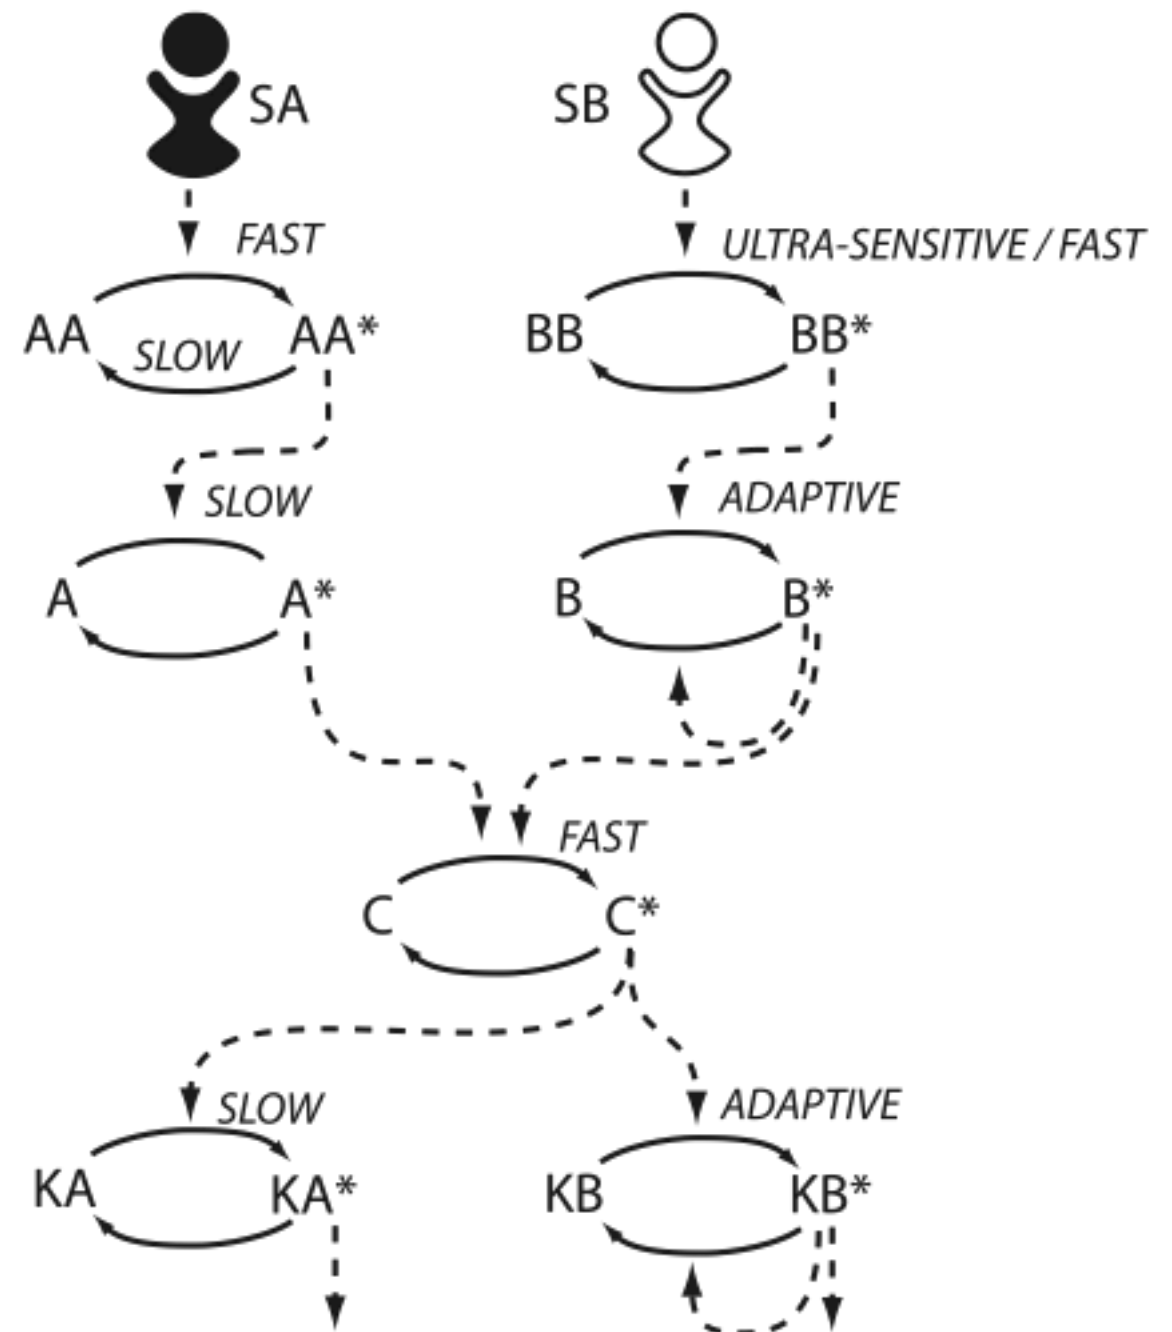 SA
SB
FAST
ULTRA-SENSITIVE / FAST
AA
SLOW
AA*
BB
BB*
SLOW
ADAPTIVE
A
A*
B
B*
FAST
C
C*
SLOW
ADAPTIVE
KA
KA*
KB
KB*